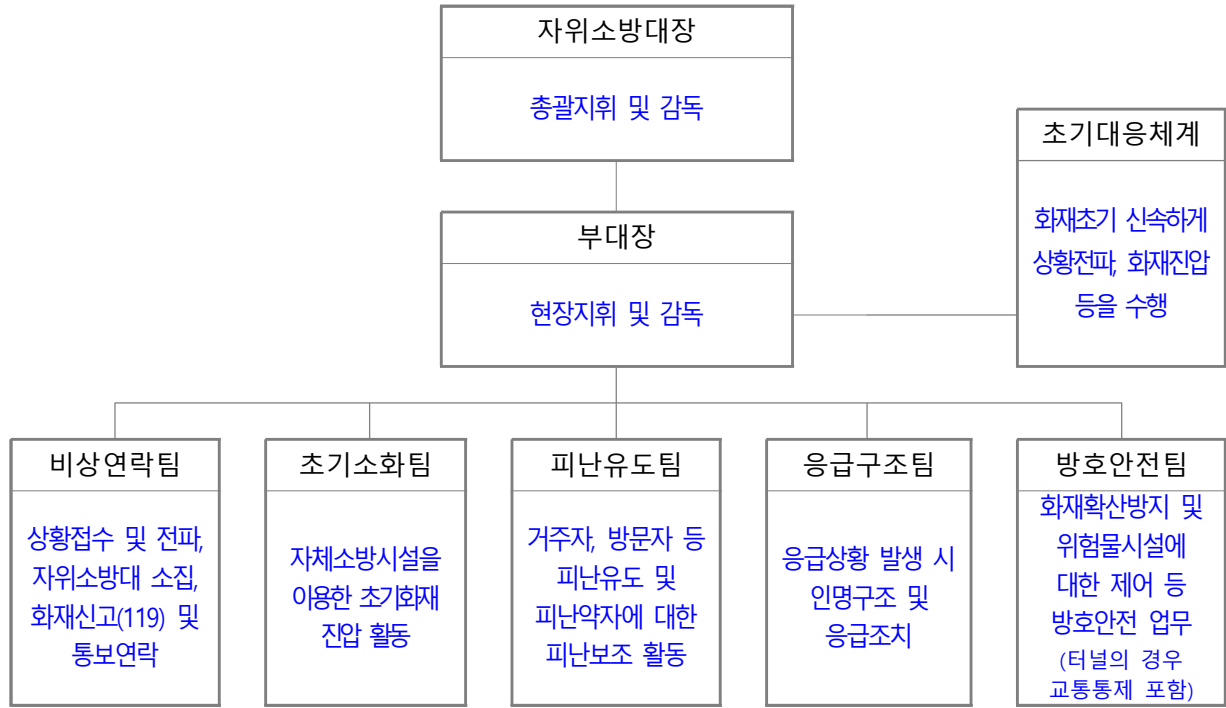 자위소방대장
총괄지휘 및 감독
초기대응체계
화재초기 신속하게
상황전파, 화재진압
등을 수행
부대장
현장지휘 및 감독
비상연락팀
상황접수 및 전파,
자위소방대 소집,
화재신고(119) 및
통보연락
초기소화팀
자체소방시설을
이용한 초기화재
진압 활동
피난유도팀
거주자, 방문자 등
피난유도 및
피난약자에 대한
피난보조 활동
응급구조팀
응급상황 발생 시
인명구조 및
응급조치
방호안전팀
화재확산방지 및
위험물시설에
대한 제어 등
방호안전 업무
(터널의 경우
교통통제 포함)